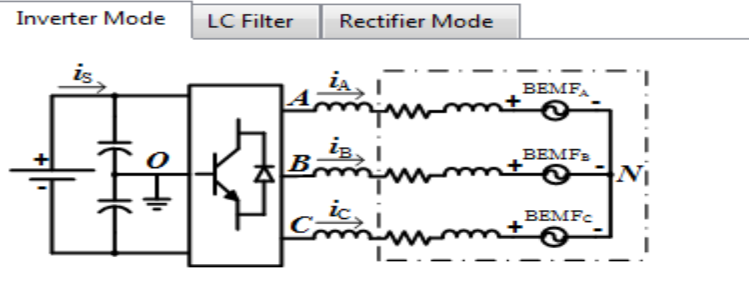 Inverter Mode LC Filter Rectifier Mode
iS
iA
A
BEMFA
+ -
+
-
O
iB
B
BEMFB
+ -
N
iC
C
BEMFC
+ -